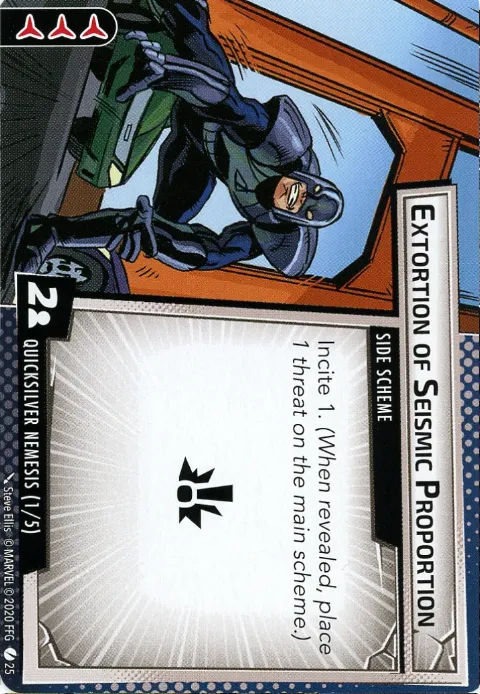 EXTORTION OF SEISMIC PROPORTION
SIDE SCHEME
Incite 1. (When revealed, place
1 threat on the main scheme.)
2
QUICKSILVER NEMESIS (1/5)
Steve Ellis © MARVEL © 2020 FFG 25